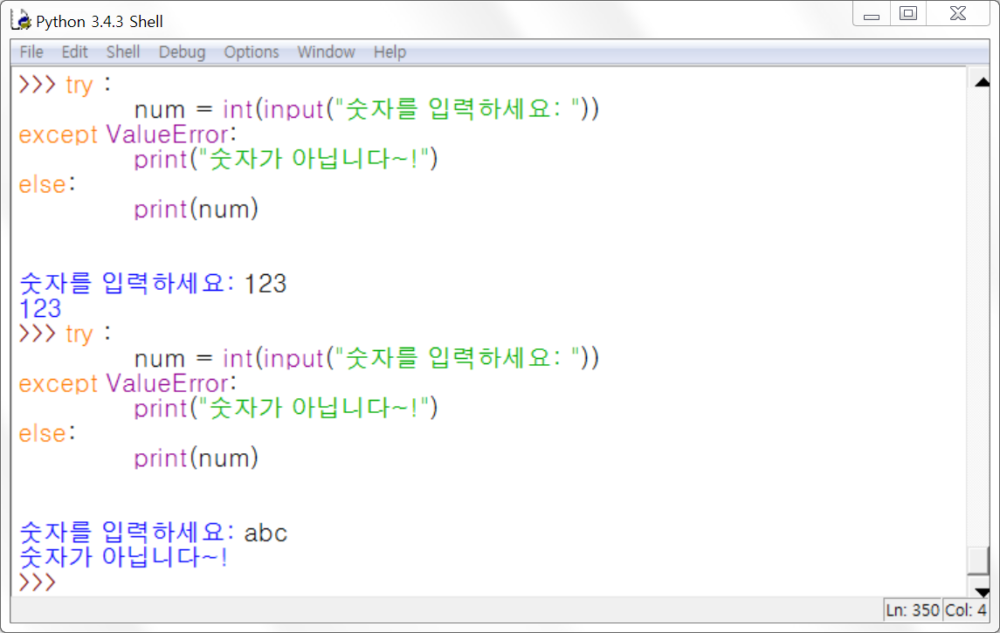 Python 3.4.3 Shell
File Edit Shell Debug Options Window Help
>>> try :
        num = int(input("숫자를 입력하세요: "))
except ValueError:
        print("숫자가 아닙니다~!")
else:
        print(num)
숫자를 입력하세요: 123
123
>>> try :
        num = int(input("숫자를 입력하세요: "))
except ValueError:
        print("숫자가 아닙니다~!")
else:
        print(num)
숫자를 입력하세요: abc
숫자가 아닙니다~!
>>>
Ln: 350 Col: 4